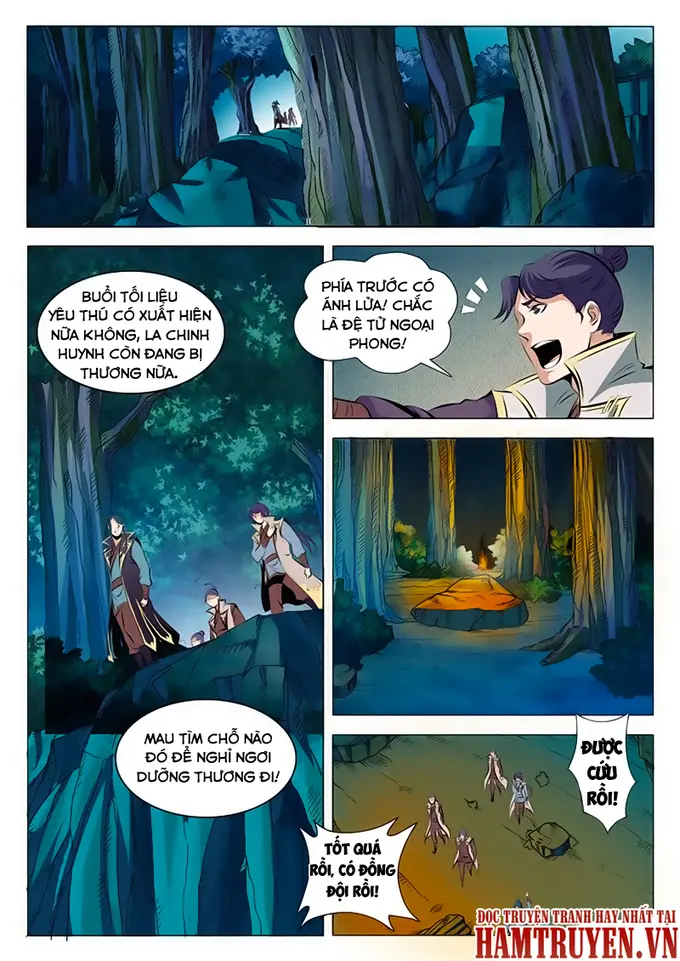 BUỔI TỐI LIỆU
YÊU THÚ CÓ XUẤT HIỆN
NỮA KHÔNG, LA CHINH
HUYNH CÒN ĐANG BỊ
THƯƠNG NỮA.
PHÍA TRƯỚC CÓ
ÁNH LỬA! CHẮC
LÀ ĐỆ TỬ NGOẠI
PHONG!
MAU TÌM CHỖ NÀO
ĐÓ ĐỂ NGHỈ NGƠI
DƯỠNG THƯƠNG ĐI!
ĐƯỢC
CỨU
RỒI!
TỐT QUÁ
RỒI, CÓ ĐỒNG
ĐỘI RỒI!
ĐỌC TRUYỆN TRANH HAY NHẤT TẠI
HAMTRUYEN.VN